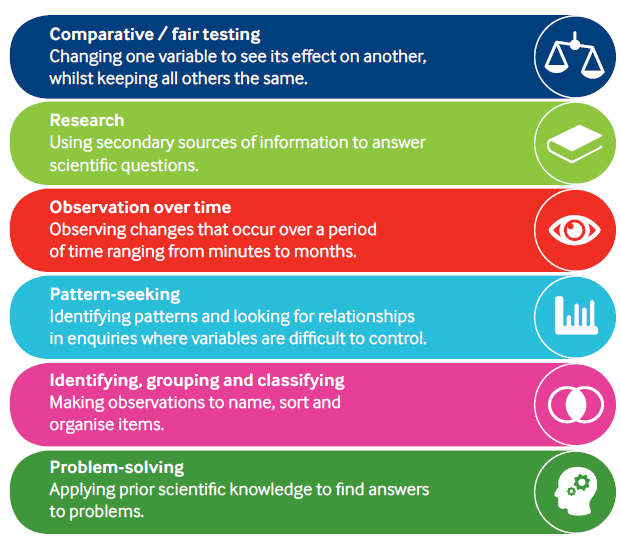 Comparative / fair testing
Changing one variable to see its effect on another,
whilst keeping all others the same.
Research
Using secondary sources of information to answer
scientific questions.
Observation over time
Observing changes that occur over a period
of time ranging from minutes to months.
Pattern-seeking
Identifying patterns and looking for relationships
in enquiries where variables are difficult to control.
Identifying, grouping and classifying
Making observations to name, sort and
organise items.
Problem-solving
Applying prior scientific knowledge to find answers
to problems.